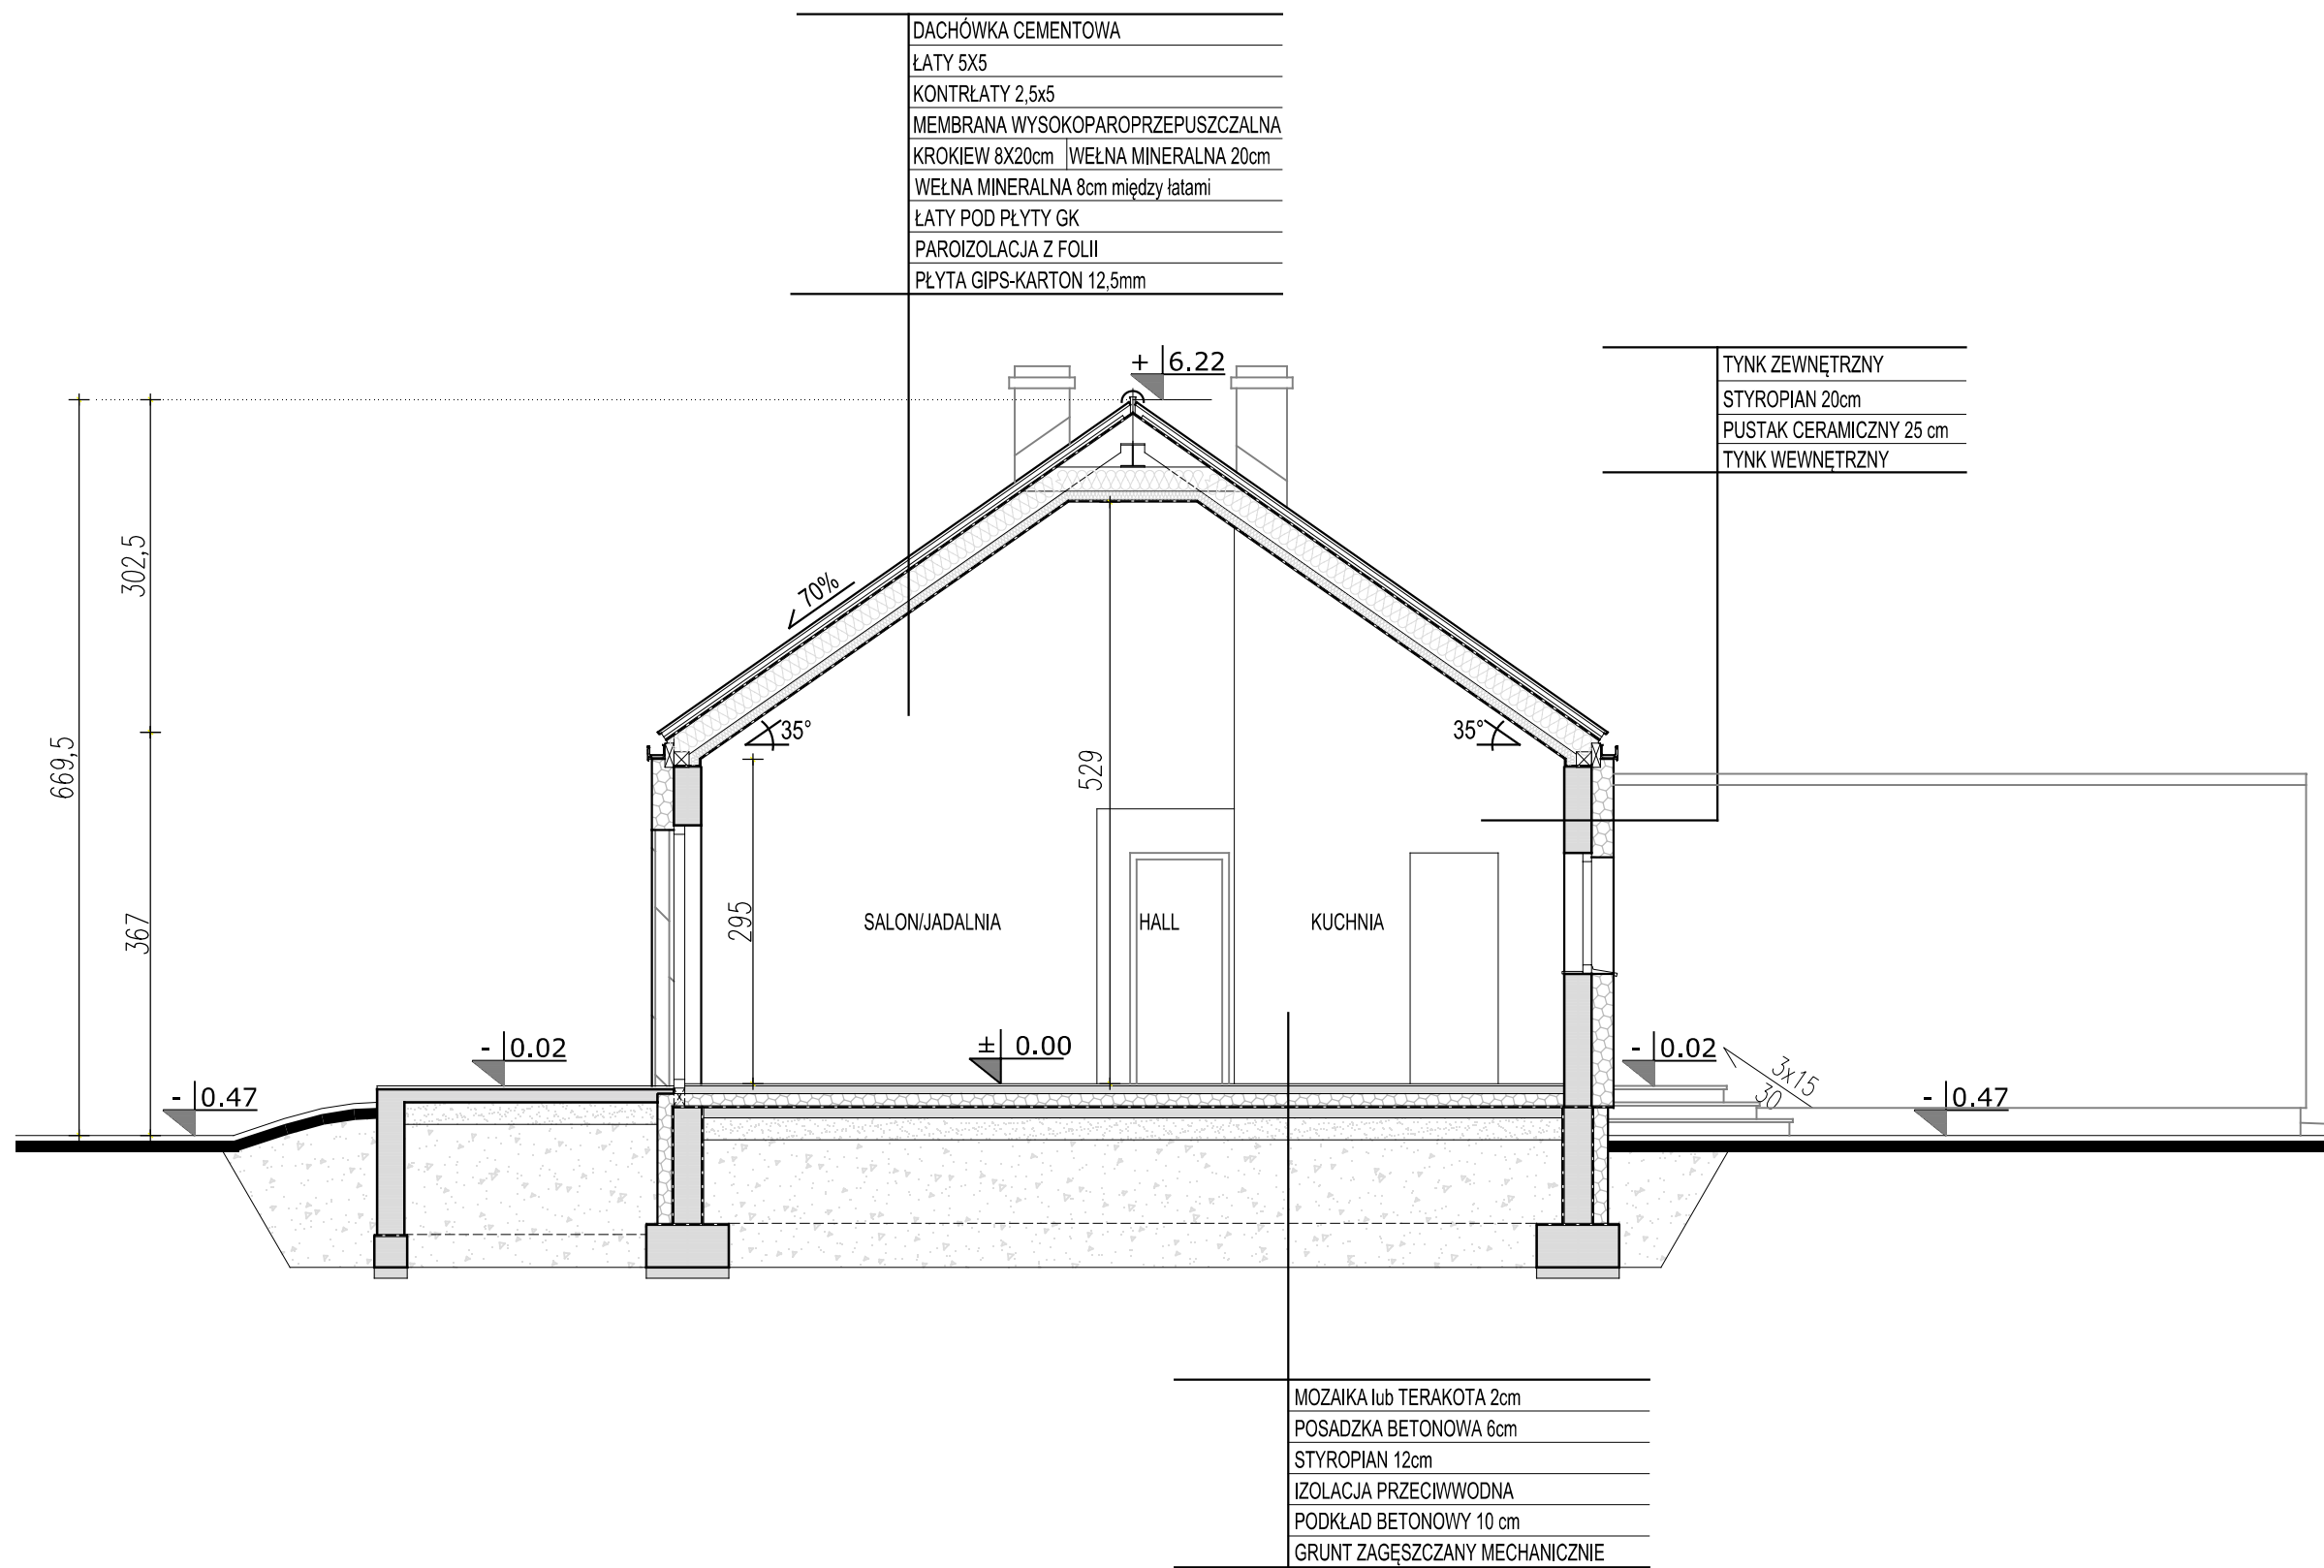 DACHÓWKA CEMENTOWA
ŁATY 5X5
KONTRŁATY 2,5x5
MEMBRANA WYSOKOPAROPRZEPUSZCZALNA
KROKIEW 8X20cm WEŁNA MINERALNA 20cm
WEŁNA MINERALNA 8cm między łatami
ŁATY POD PŁYTY GK
PAROIZOLACJA Z FOLII
PŁYTA GIPS-KARTON 12,5mm
+ 6.22
TYNK ZEWNĘTRZNY
STYROPIAN 20cm
PUSTAK CERAMICZNY 25 cm
TYNK WEWNĘTRZNY
302,5
70%
669,5
35°
35°
529
367
295
SALON/JADALNIA
HALL
KUCHNIA
- 0.02
± 0.00
- 0.02
3x15
30
- 0.47
- 0.47
MOZAIKA lub TERAKOTA 2cm
POSADZKA BETONOWA 6cm
STYROPIAN 12cm
IZOLACJA PRZECIWWODNA
PODKŁAD BETONOWY 10 cm
GRUNT ZAGĘSZCZANY MECHANICZNIE